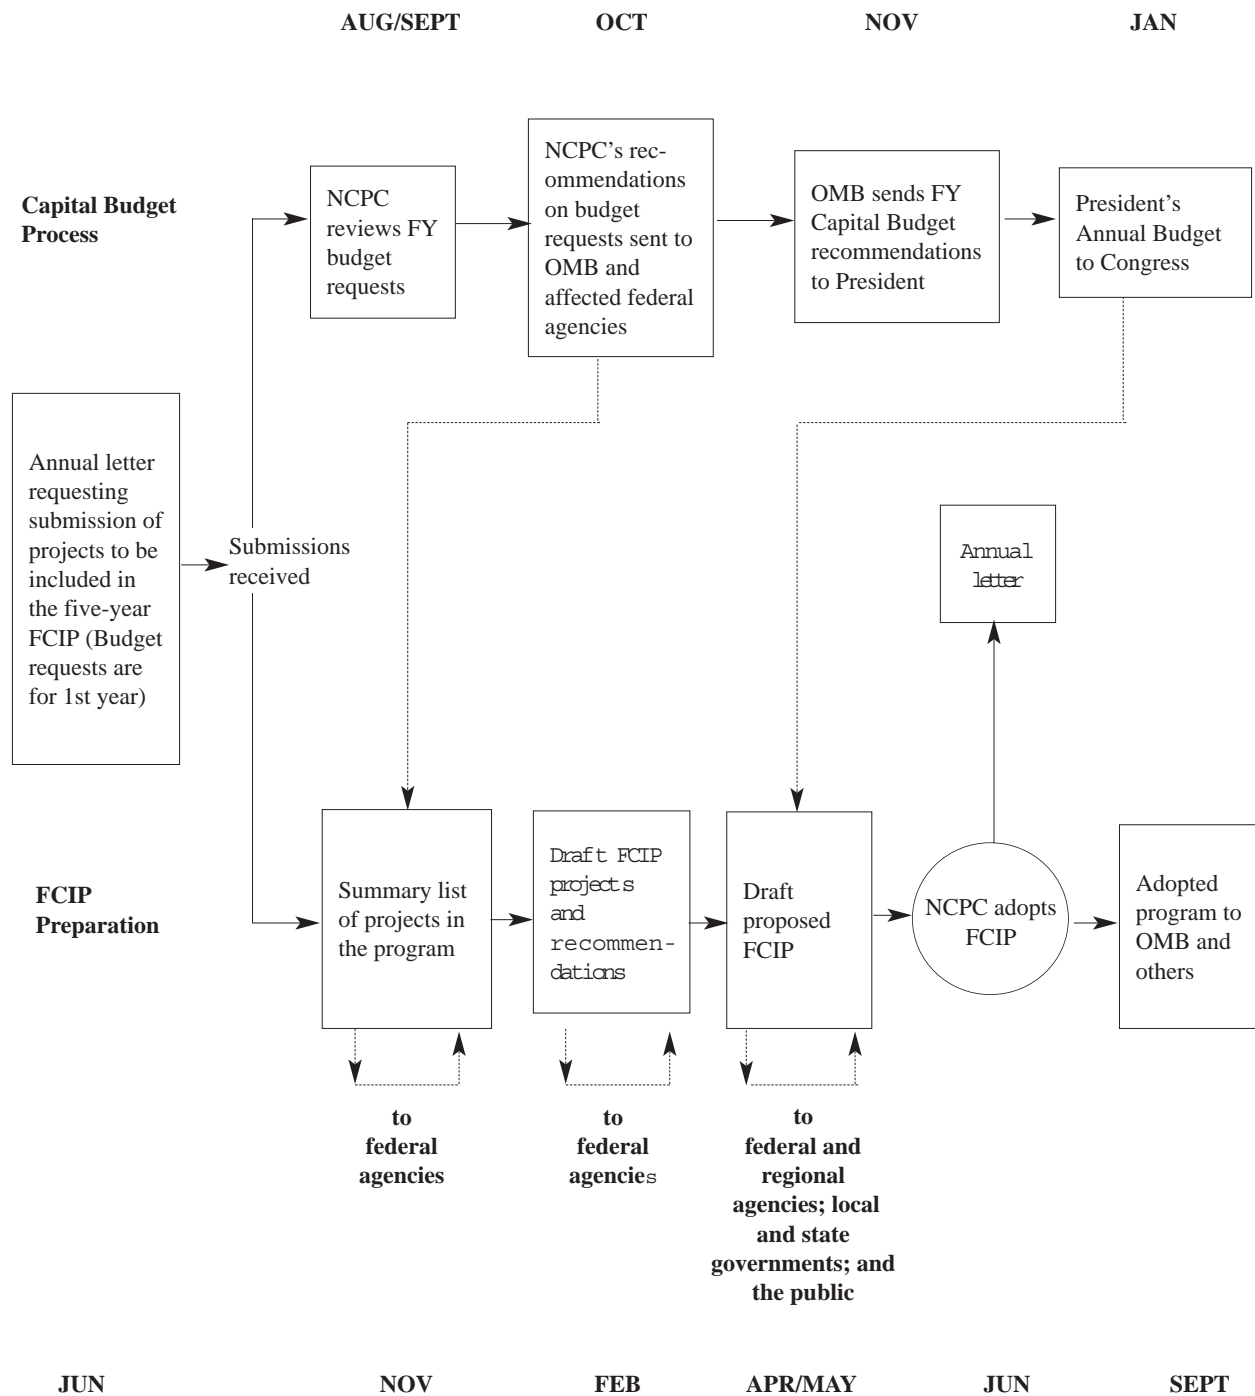 AUG/SEPT OCT NOV JAN
Capital Budget
Process
NCPC
reviews FY
budget
requests
NCPC’s rec-
ommendations
on budget
requests sent to
OMB and
affected federal
agencies
OMB sends FY
Capital Budget
recommendations
to President
President’s
Annual Budget
to Congress
Annual letter
requesting
submission of
projects to be
included in
the five-year
FCIP (Budget
requests are
for 1st year)
Submissions
received
Annual
letter
FCIP
Preparation
Summary list
of projects in
the program
Draft FCIP
projects
and
recommen-
dations
Draft
proposed
FCIP
NCPC adopts
FCIP
Adopted
program to
OMB and
others
to
federal
agencies
to
federal
agencies
to
federal and
regional
agencies; local
and state
governments; and
the public
JUN NOV FEB APR/MAY JUN SEPT